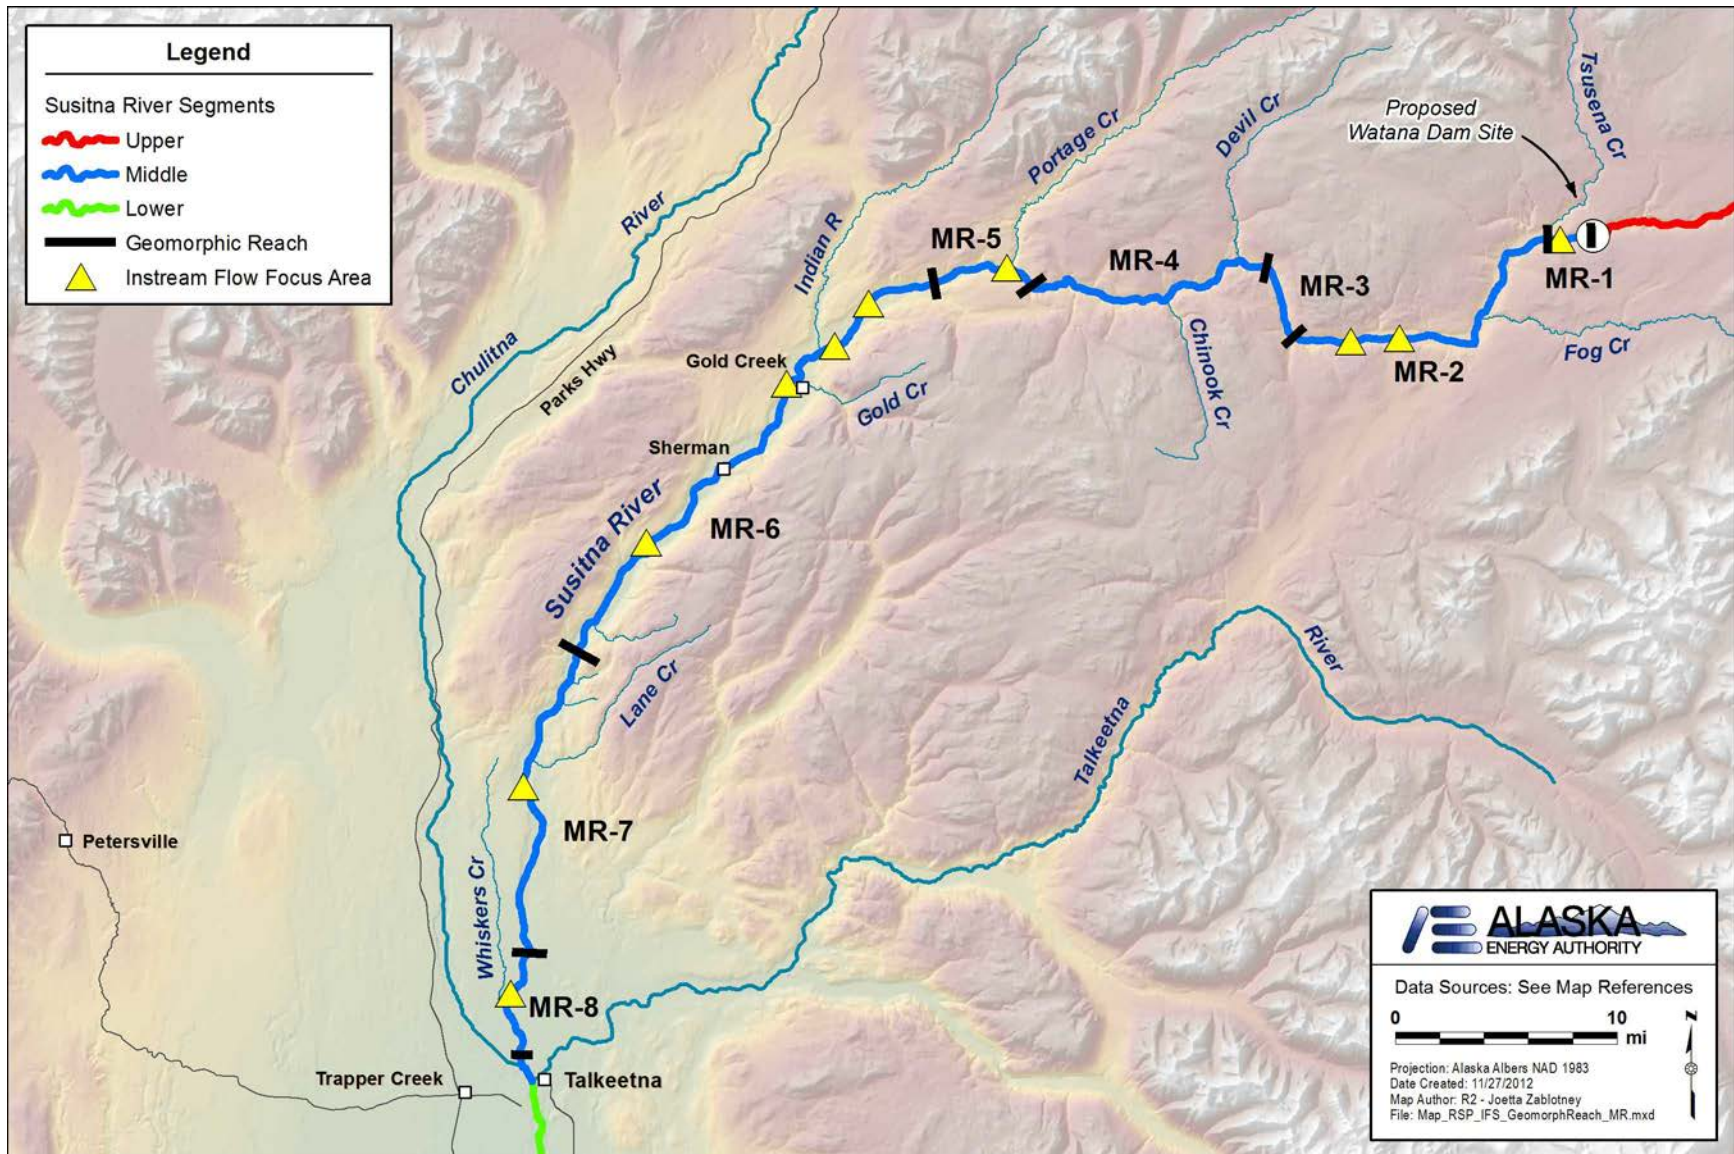 Legend
Susitna River Segments
Upper
Middle
Lower
Geomorphic Reach
Instream Flow Focus Area
Tsusena Cr
Proposed
Watana Dam Site
Devil Cr
Portage Cr
River
Indian R
MR-5
MR-4
MR-3
MR-1
Chulitna
Parks Hwy
Gold Creek
Gold Cr
Chinook Cr
MR-2
Fog Cr
Sherman
Susitna River
MR-6
Lane Cr
River
Talkeetna
Petersville
MR-7
Whiskers Cr
MR-8
Trapper Creek
Talkeetna
ALASKA
ENERGY AUTHORITY
Data Sources: See Map References
0 10
mi
N
Projection: Alaska Albers NAD 1983
Date Created: 11/27/2012
Map Author: R2 - Joetta Zablotney
File: Map_RSP_IFS_GeomorphReach_MR.mxd